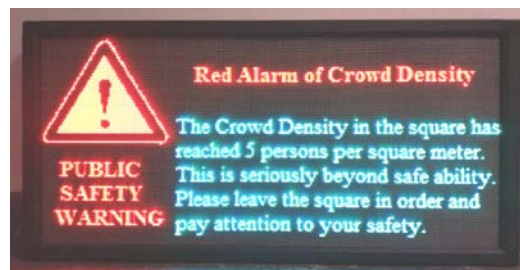 Red Alarm of Crowd Density
The Crowd Density in the square has
reached 5 persons per square meter.
This is seriously beyond safe ability.
Please leave the square in order and
pay attention to your safety.
PUBLIC
SAFETY
WARNING